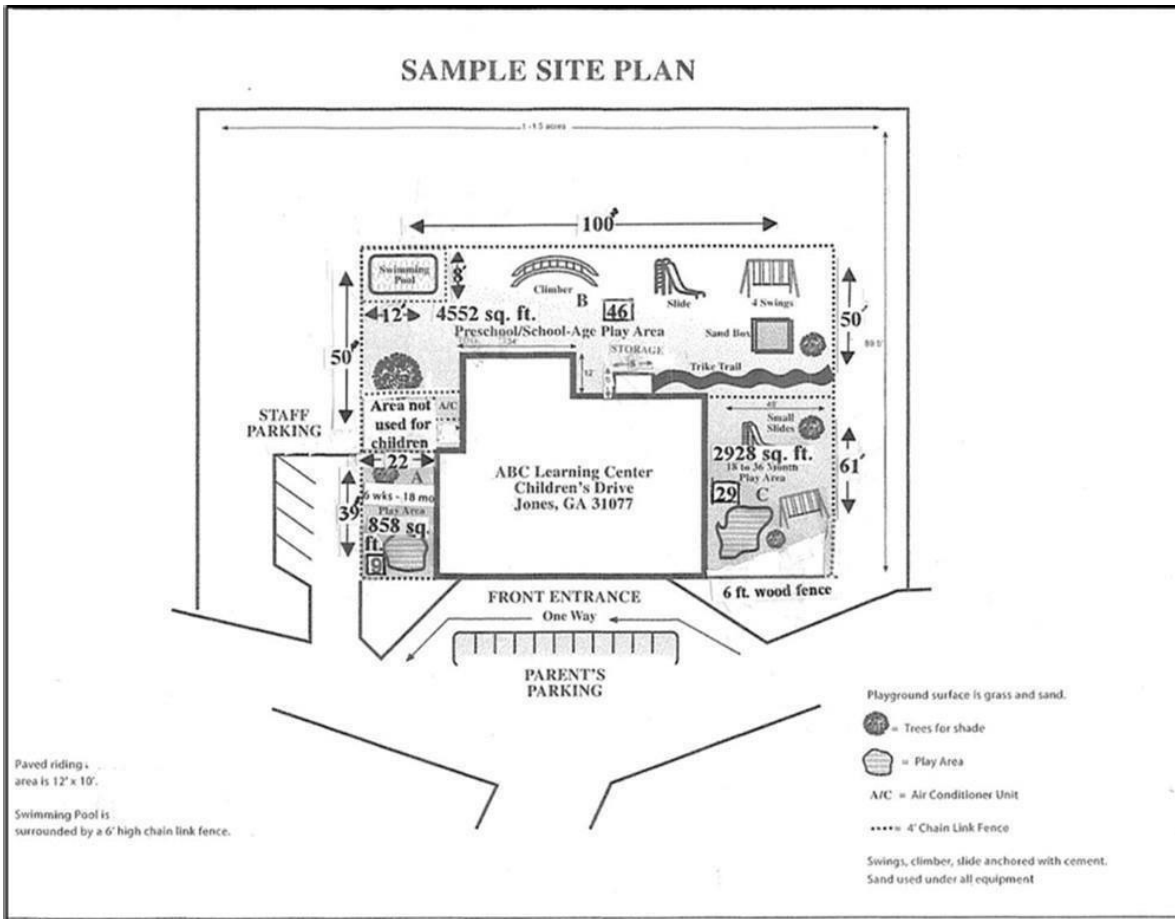 SAMPLE SITE PLAN
1 -1.5 acres
100'
Swimming
Pool
8'
Climber
B
Slide
4 Swings
12'
4552 sq. ft.
46
Preschool/School-Age Play Area
Sand Box
50'
50'
STORAGE
Trike Trail
12'
Area not
used for
children
A/C
STAFF
PARKING
Small
Slides
22
A
6 wks - 18 mo
Play Area
858 sq.
ft.
9
39'
ABC Learning Center
Children's Drive
Jones, GA 31077
2928 sq. ft.
18 to 36 month
Play Area
29
C
61'
FRONT ENTRANCE
6 ft. wood fence
One Way
PARENT'S
PARKING
Playground surface is grass and sand.
= Trees for shade
= Play Area
A/C = Air Conditioner Unit
= 4' Chain Link Fence
Swings, climber, slide anchored with cement.
Sand used under all equipment
Paved riding
area is 12' x 10'.
Swimming Pool is
surrounded by a 6' high chain link fence.